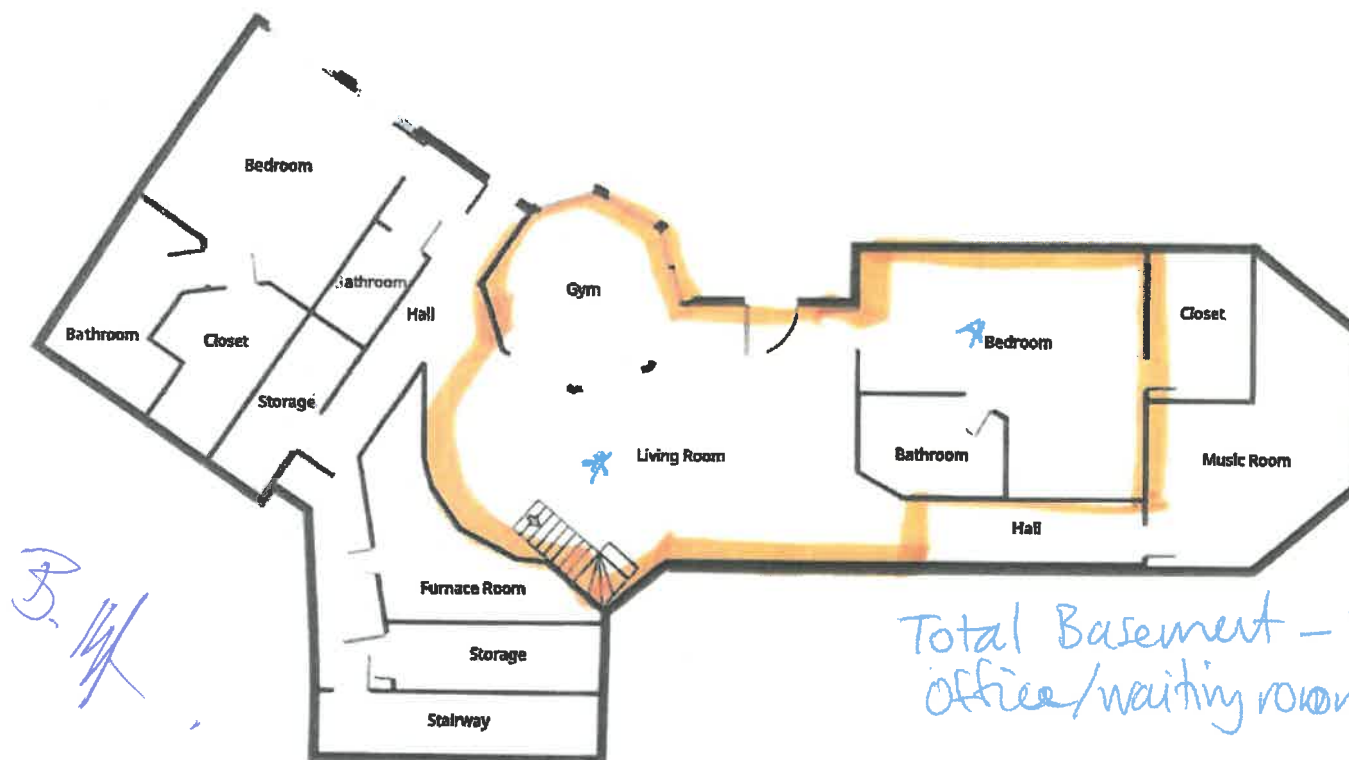 Bedroom
Bathroom
Hall
Gym
Closet
Bedroom
Bathroom
Closet
Storage
Living Room
Bathroom
Music Room
Hall
Furnace Room
Storage
Stairway
B.
Total Basement -
office/waiting room